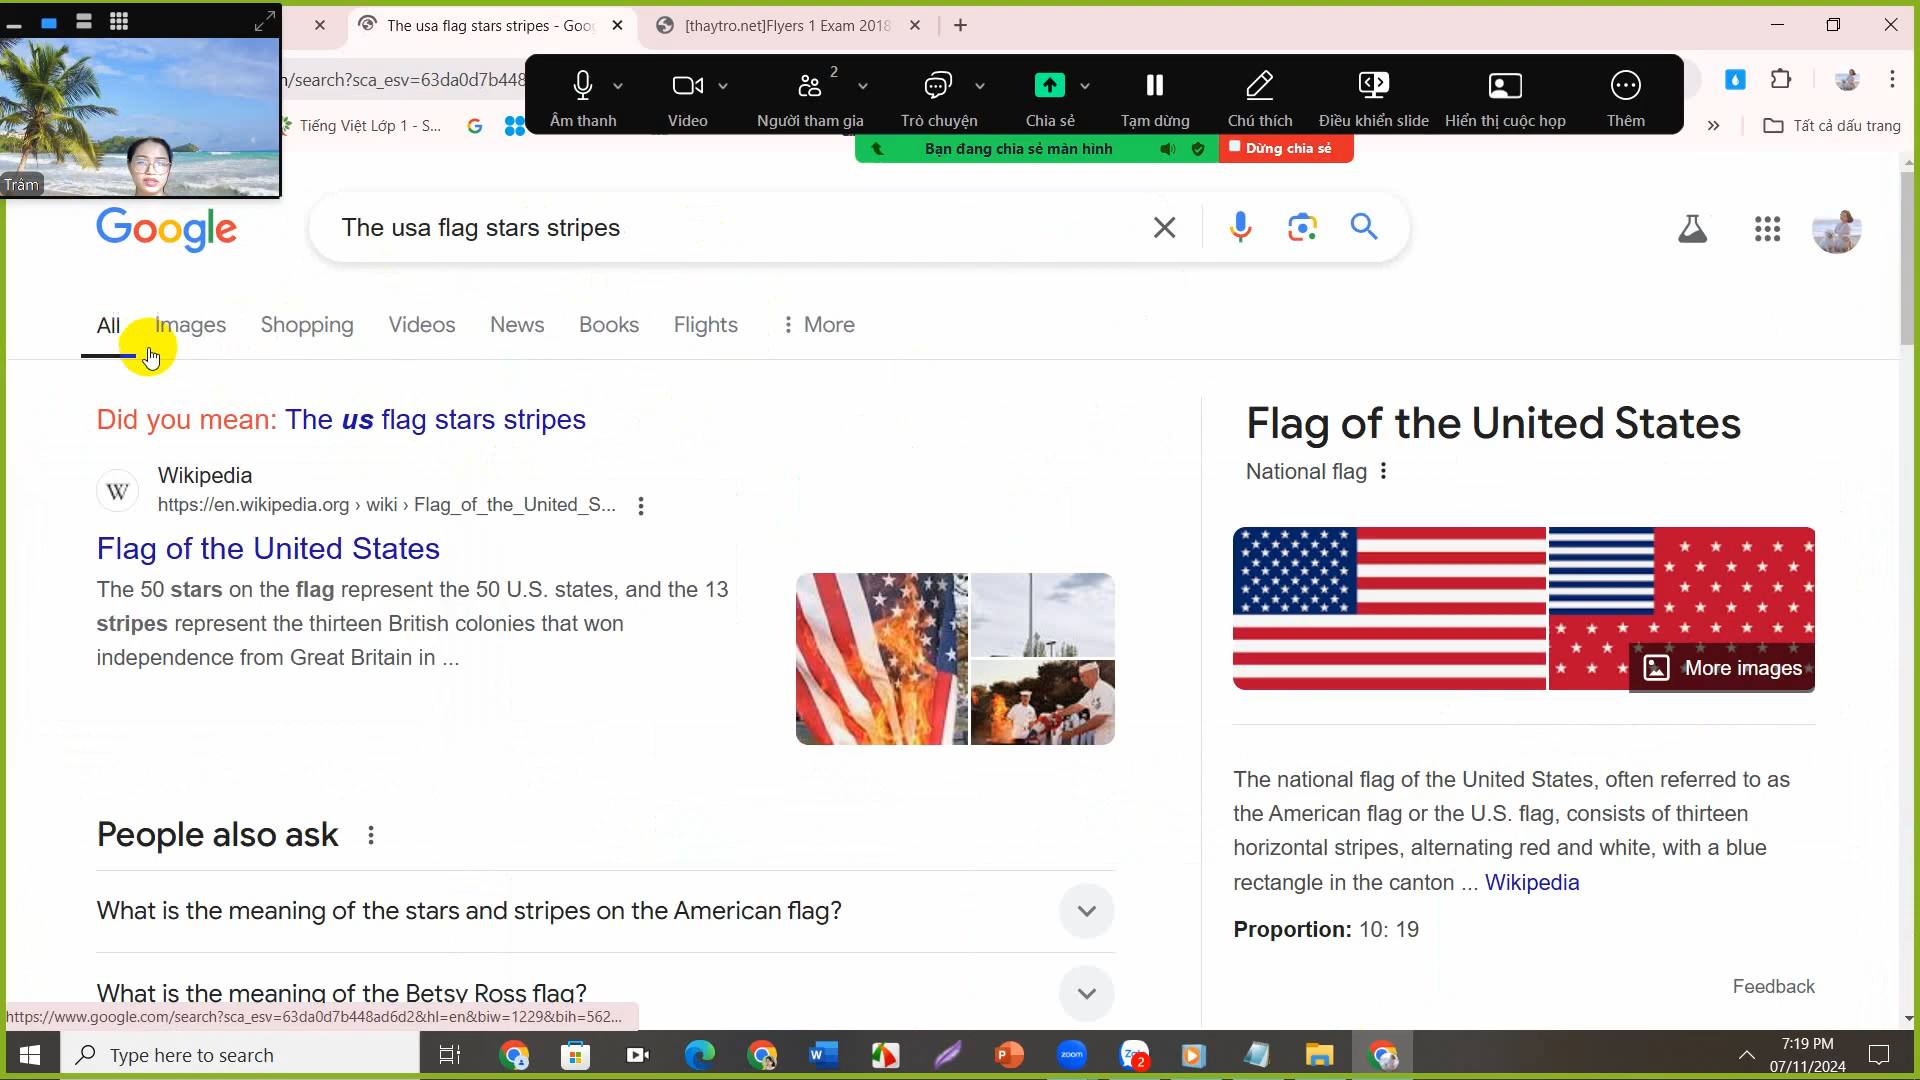 The usa flag stars stripes - Goog
[thaytro.net]Flyers 1 Exam 2018
/search?sca_esv=63da0d7b448
Âm thanh
Video
2
Người tham gia
Trò chuyện
Chia sẻ
Tạm dừng
Chú thích
Điều khiển slide
Hiển thị cuộc họp
Thêm
Tiếng Việt Lớp 1 - S...
Tất cả dấu trang
Bạn đang chia sẻ màn hình
Dừng chia sẻ
Trâm
Google
The usa flag stars stripes
All
Images
Shopping
Videos
News
Books
Flights
More
Did you mean: The us flag stars stripes
Wikipedia
https://en.wikipedia.org › wiki › Flag_of_the_United_S...
Flag of the United States
The 50 stars on the flag represent the 50 U.S. states, and the 13
stripes represent the thirteen British colonies that won
independence from Great Britain in ...
People also ask
What is the meaning of the stars and stripes on the American flag?
What is the meaning of the Betsy Ross flag?
Flag of the United States
National flag
More images
The national flag of the United States, often referred to as
the American flag or the U.S. flag, consists of thirteen
horizontal stripes, alternating red and white, with a blue
rectangle in the canton ... Wikipedia
Proportion: 10: 19
Feedback
https://www.google.com/search?sca_esv=63da0d7b448ad6d2&hl=en&biw=1229&bih=562...
Type here to search
zoom
2
7:19 PM
07/11/2024